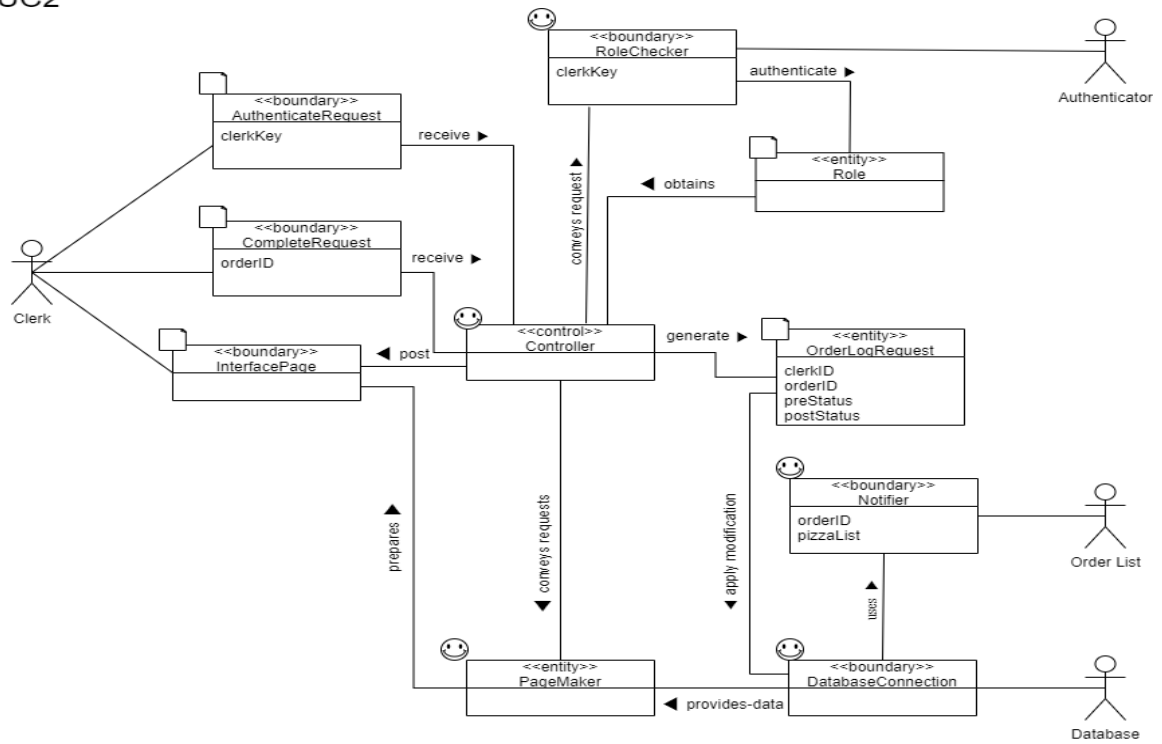 UC2
<<boundary>>
RoleChecker
clerkKey
authenticate ►
Authenticator
<<boundary>>
AuthenticateRequest
clerkKey
receive ►
<<entity>>
Role
◄ obtains
conveys request ►
<<boundary>>
CompleteRequest
orderID
receive ►
Clerk
<<control>>
Controller
generate ►
<<entity>>
OrderLogRequest
clerkID
orderID
preStatus
postStatus
<<boundary>>
InterfacePage
◄ post
prepares ►
conveys requests
◄ apply modification
<<boundary>>
Notifier
orderID
pizzaList
Order List
uses ►
<<entity>>
PageMaker
<<boundary>>
DatabaseConnection
◄ provides-data
Database